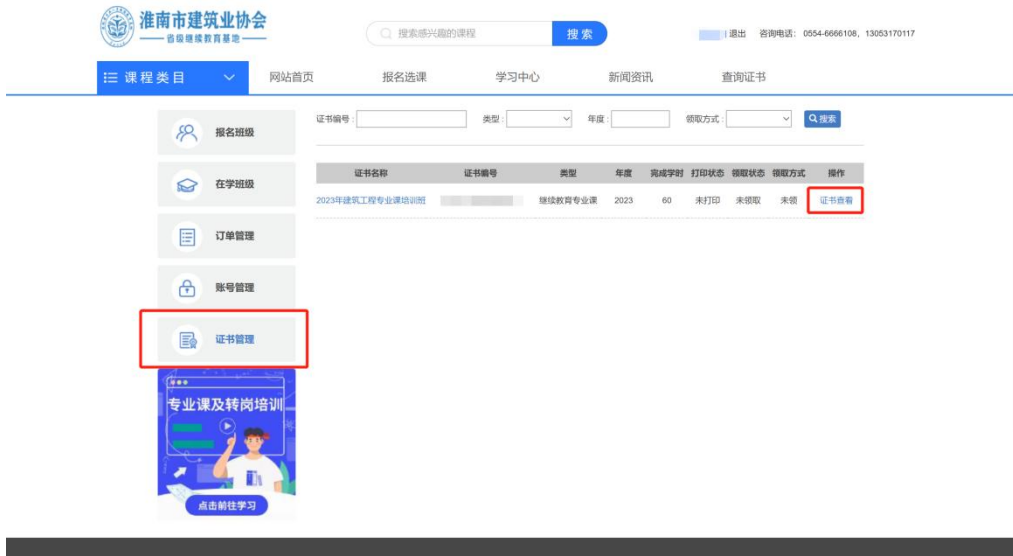 淮南市建筑业协会
省级继续教育基地
搜索感兴趣的课程
搜 索
退出 咨询电话: 0554-6666108, 13053170117
课程类目 网站首页 报名选课 学习中心 新闻资讯 查询证书
证书编号: 类型: 年度: 领取方式: 搜索
报名班级
在学班级
订单管理
账号管理
证书管理
证书名称 证书编号 类型 年度 完成学时 打印状态 领取状态 领取方式 操作
2023年建筑工程专业课培训班 继续教育专业课 2023 60 未打印 未领取 未领 证书查看
专业课及转岗培训
点击前往学习